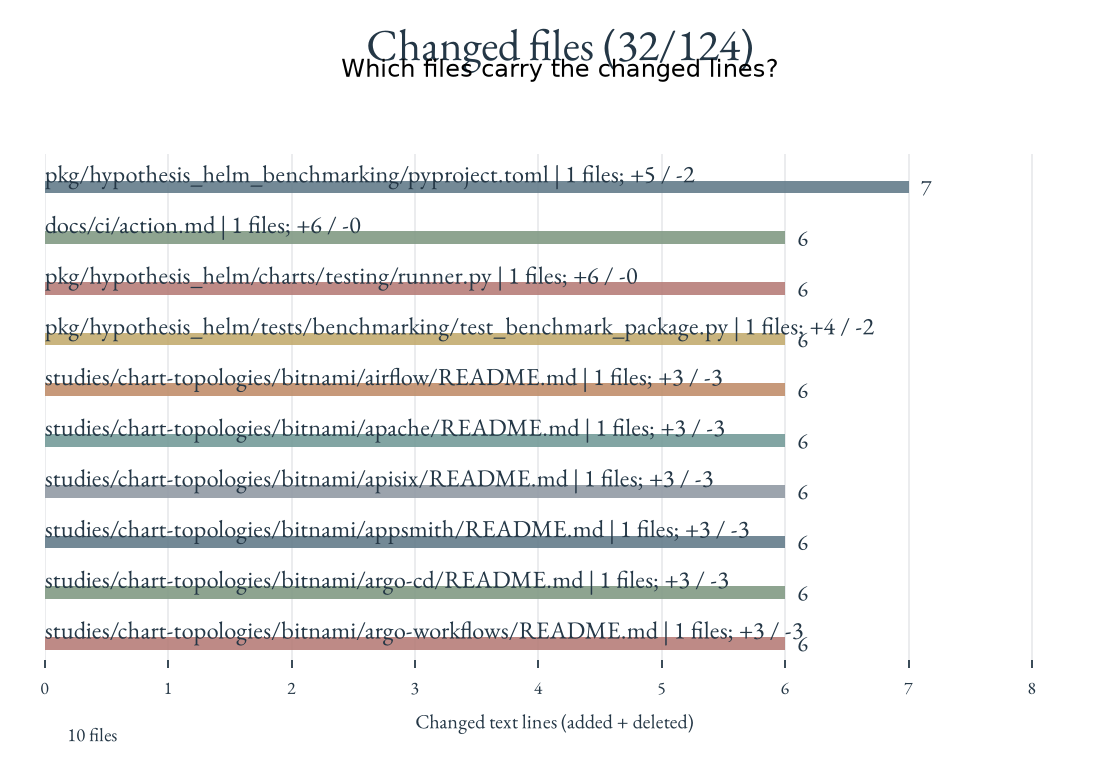 Changed files (32/124)
Which files carry the changed lines?
pkg/hypothesis_helm_benchmarking/pyproject.toml | 1 files; +5 / -2
7
docs/ci/action.md | 1 files; +6 / -0
6
pkg/hypothesis_helm/charts/testing/runner.py | 1 files; +6 / -0
6
pkg/hypothesis_helm/tests/benchmarking/test_benchmark_package.py | 1 files; +4 / -2
6
studies/chart-topologies/bitnami/airflow/README.md | 1 files; +3 / -3
6
studies/chart-topologies/bitnami/apache/README.md | 1 files; +3 / -3
6
studies/chart-topologies/bitnami/apisix/README.md | 1 files; +3 / -3
6
studies/chart-topologies/bitnami/appsmith/README.md | 1 files; +3 / -3
6
studies/chart-topologies/bitnami/argo-cd/README.md | 1 files; +3 / -3
6
studies/chart-topologies/bitnami/argo-workflows/README.md | 1 files; +3 / -3
6
0 1 2 3 4 5 6 7 8
Changed text lines (added + deleted)
10 files